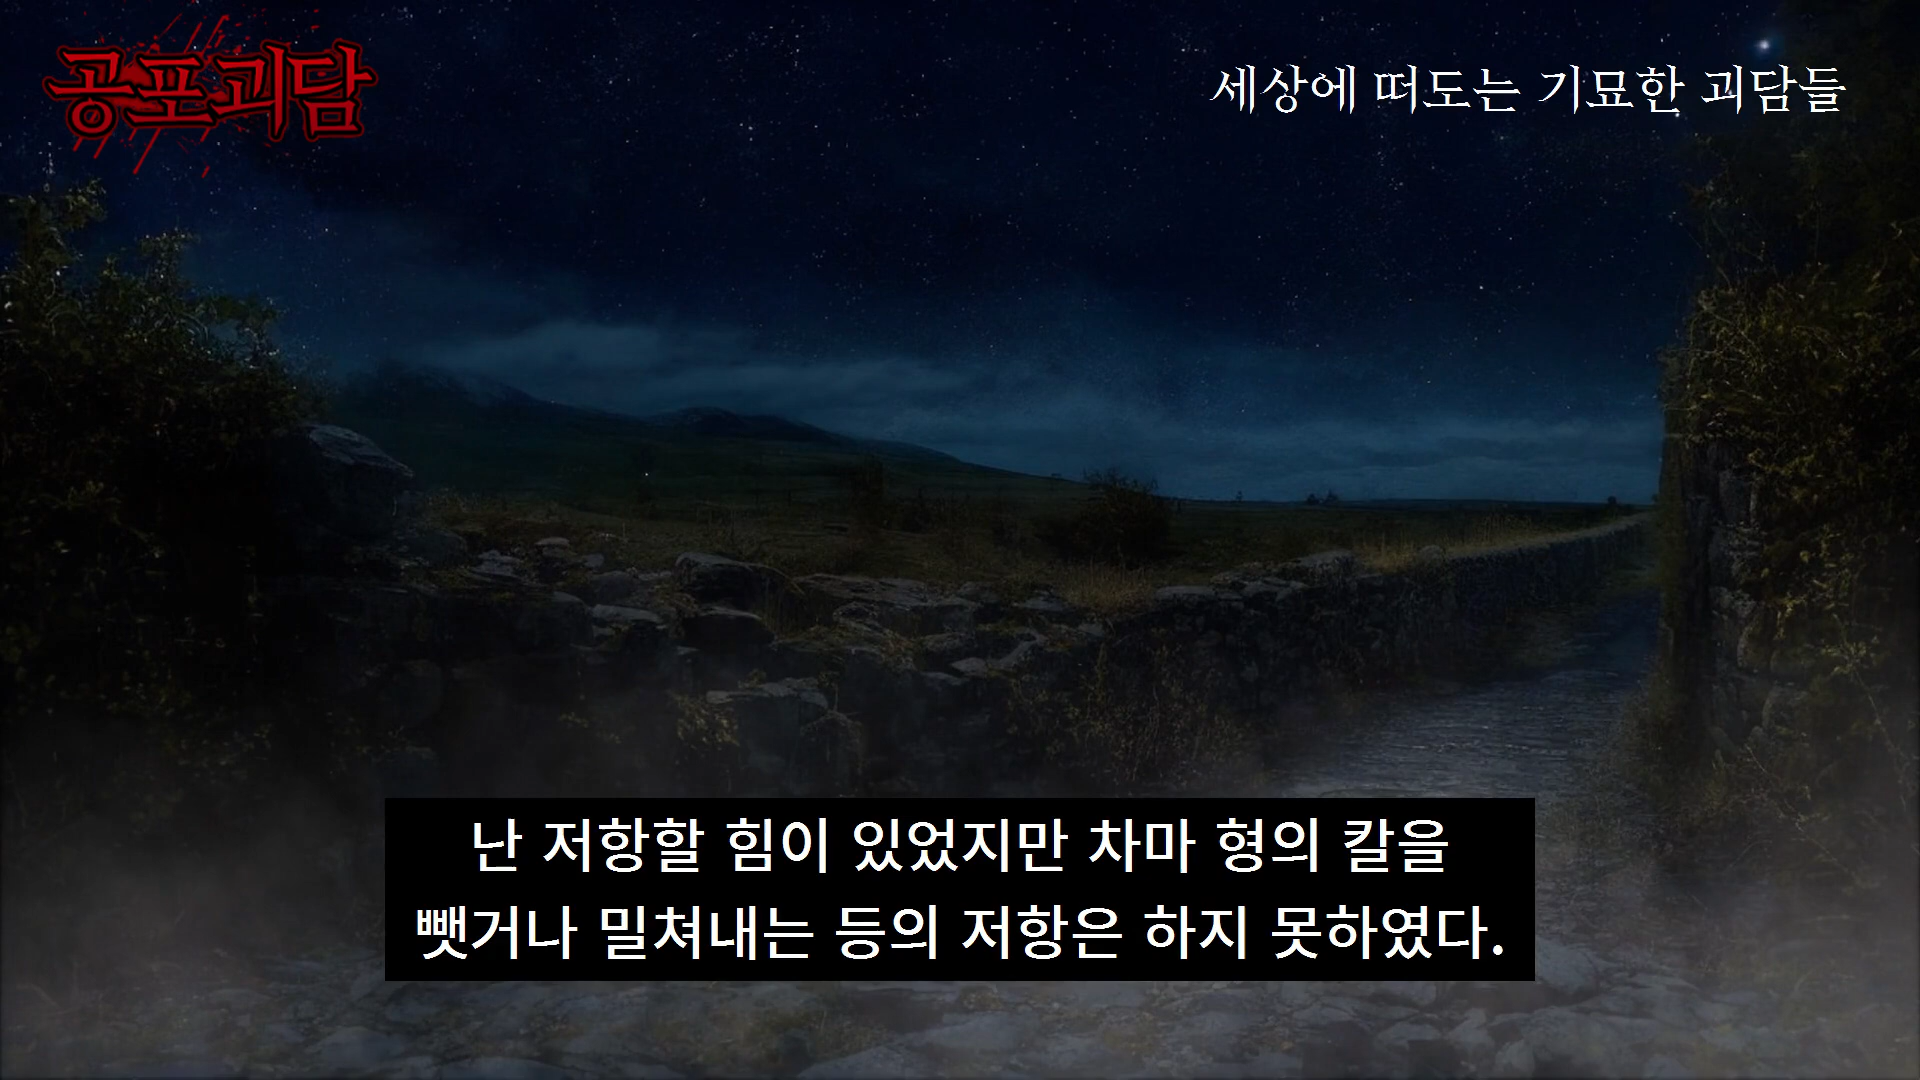 공포괴담
세상에 떠도는 기묘한 괴담들
난 저항할 힘이 있었지만 차마 형의 칼을
뺏거나 밀쳐내는 등의 저항은 하지 못하였다.